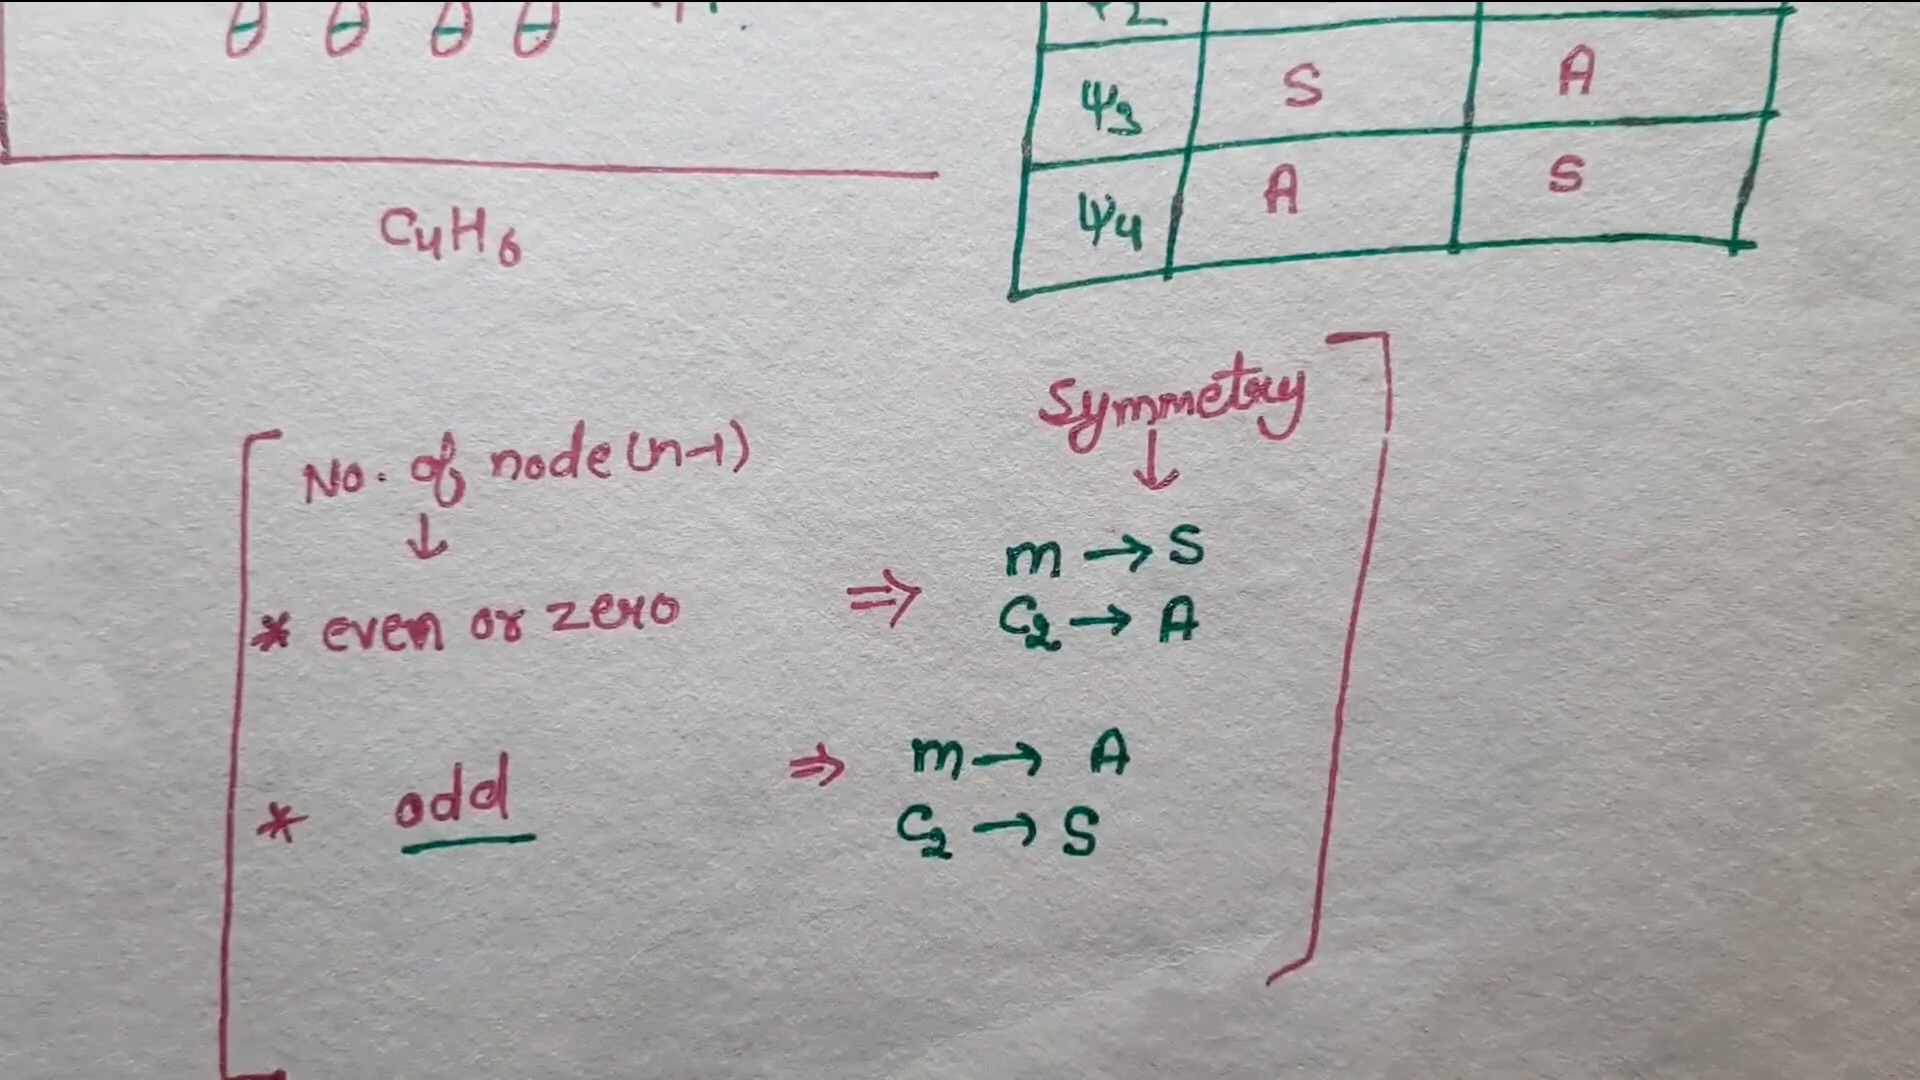 Ψ3 S A
Ψ4 A S
C4H6
Symmetry
↓
No. of node (n-1)
↓
* even or zero ⇒ m → S
C2 → A
* odd ⇒ m → A
C2 → S